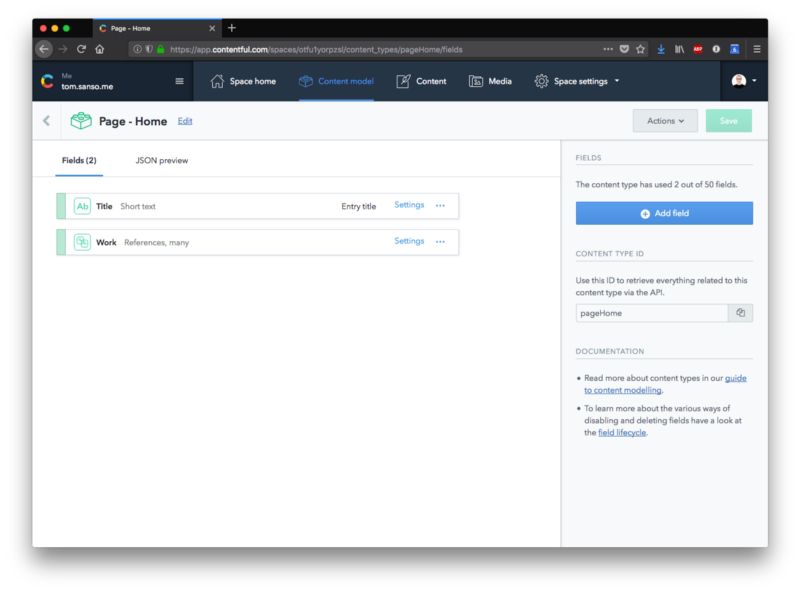 Page - Home
https://app.contentful.com/spaces/otfu1yorpzsl/content_types/pageHome/fields
ABP
Me
tom.sanso.me
Space home
Content model
Content
Media
Space settings
Page - Home
Edit
Actions
Save
Fields (2)
JSON preview
Ab
Title
Short text
Entry title
Settings
Work
References, many
Settings
FIELDS
The content type has used 2 out of 50 fields.
Add field
CONTENT TYPE ID
Use this ID to retrieve everything related to this
content type via the API.
pageHome
DOCUMENTATION
Read more about content types in our guide
to content modelling.
To learn more about the various ways of
disabling and deleting fields have a look at
the field lifecycle.